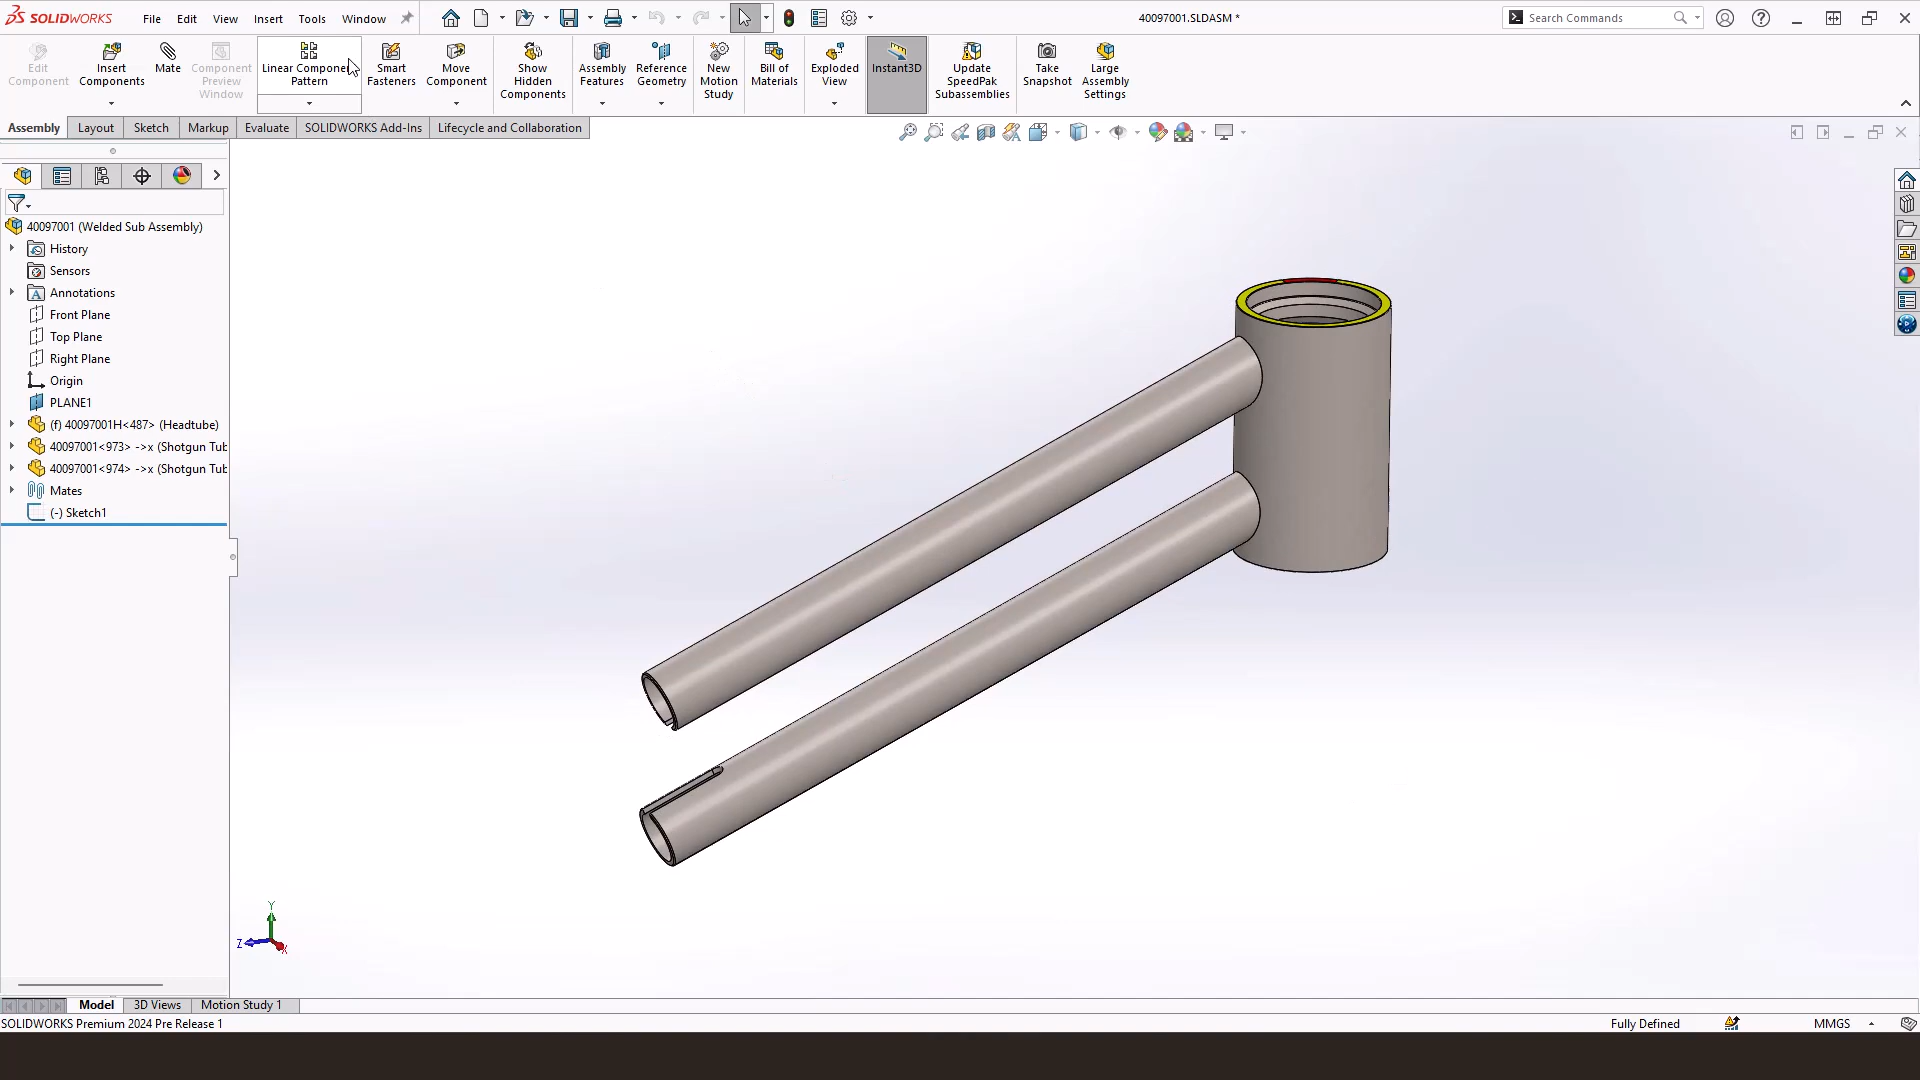 SOLIDWORKS
File Edit View Insert Tools Window
40097001.SLDASM *
Search Commands
Edit Component
Insert Components
Mate
Component Preview Window
Linear Component Pattern
Smart Fasteners
Move Component
Show Hidden Components
Assembly Features
Reference Geometry
New Motion Study
Bill of Materials
Exploded View
Instant3D
Update SpeedPak Subassemblies
Take Snapshot
Large Assembly Settings
Assembly Layout Sketch Markup Evaluate SOLIDWORKS Add-Ins Lifecycle and Collaboration
40097001 (Welded Sub Assembly)
History
Sensors
Annotations
Front Plane
Top Plane
Right Plane
Origin
PLANE1
(f) 40097001H<487> (Headtube)
40097001<973> ->x (Shotgun Tub
40097001<974> ->x (Shotgun Tub
Mates
(-) Sketch1
Y
Z
X
Model 3D Views Motion Study 1
SOLIDWORKS Premium 2024 Pre Release 1
Fully Defined
MMGS